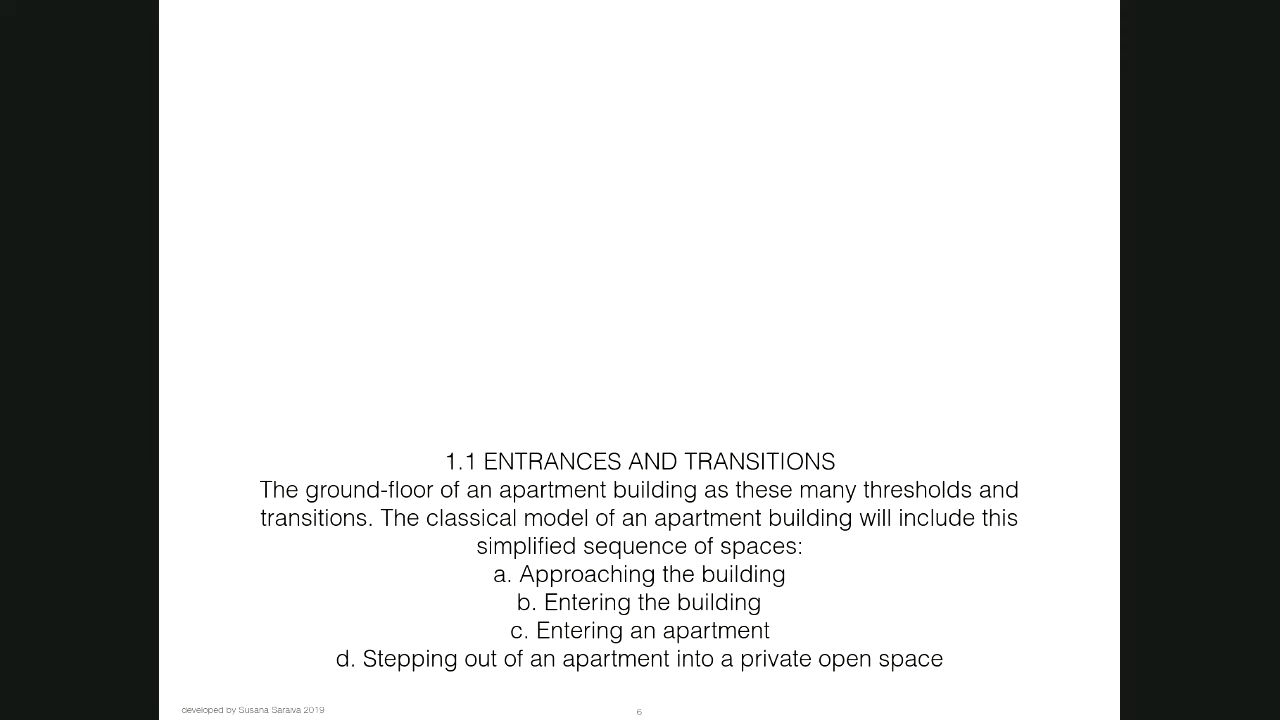 1.1 ENTRANCES AND TRANSITIONS
The ground-floor of an apartment building as these many thresholds and
transitions. The classical model of an apartment building will include this
simplified sequence of spaces:
a. Approaching the building
b. Entering the building
c. Entering an apartment
d. Stepping out of an apartment into a private open space
developed by Susana Saraiva 2019
6